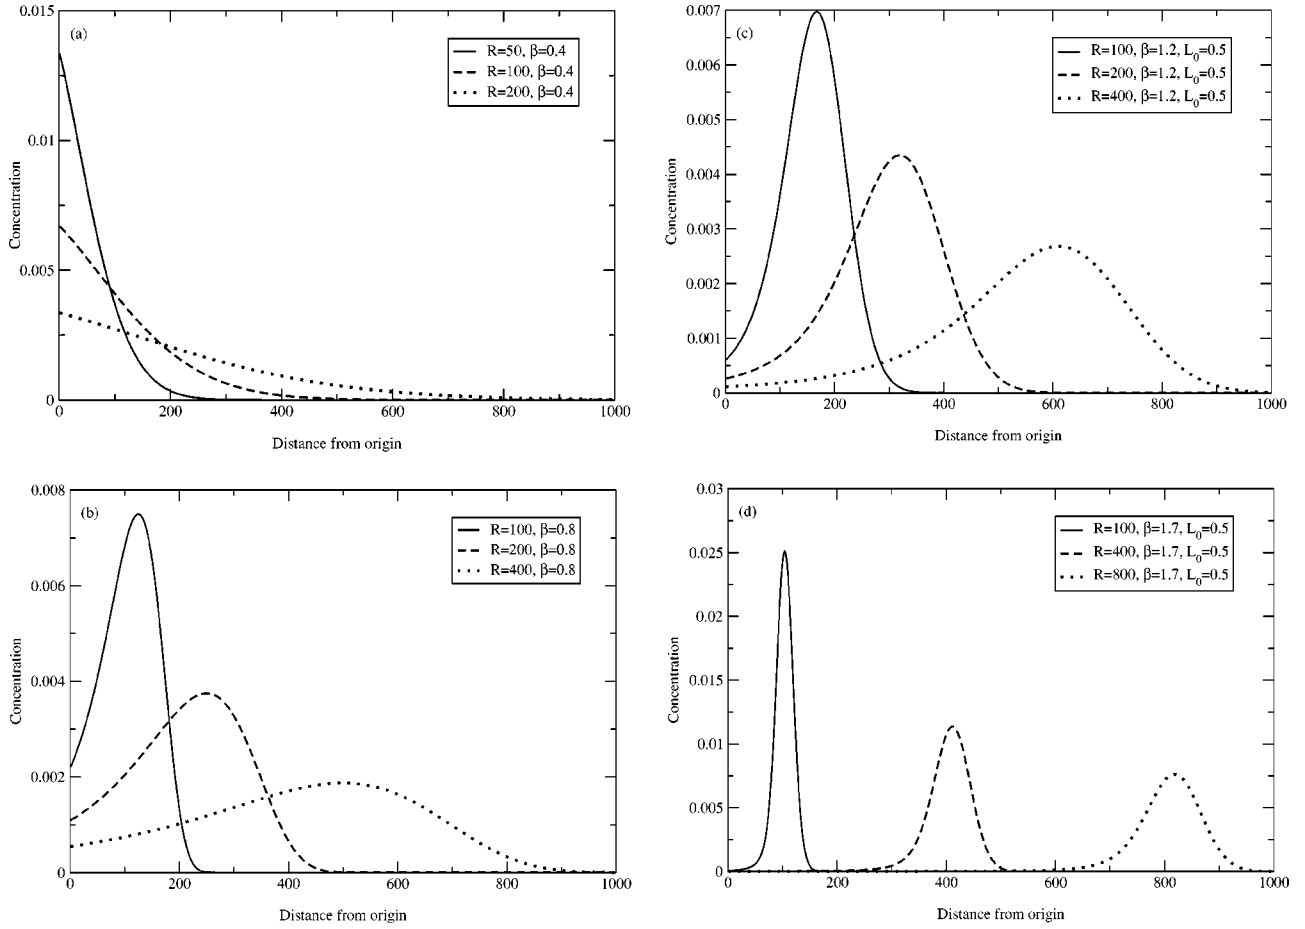 (a)
R=50, β=0.4
R=100, β=0.4
R=200, β=0.4
0.015
0.01
0.005
0
Concentration
0 200 400 600 800 1000
Distance from origin
(c)
R=100, β=1.2, L₀=0.5
R=200, β=1.2, L₀=0.5
R=400, β=1.2, L₀=0.5
0.007
0.006
0.005
0.004
0.003
0.002
0.001
0
Concentration
0 200 400 600 800 1000
Distance from origin
(b)
R=100, β=0.8
R=200, β=0.8
R=400, β=0.8
0.008
0.006
0.004
0.002
0
Concentration
0 200 400 600 800 1000
Distance from origin
(d)
R=100, β=1.7, L₀=0.5
R=400, β=1.7, L₀=0.5
R=800, β=1.7, L₀=0.5
0.03
0.025
0.02
0.015
0.01
0.005
0
Concentration
0 200 400 600 800 1000
Distance from origin